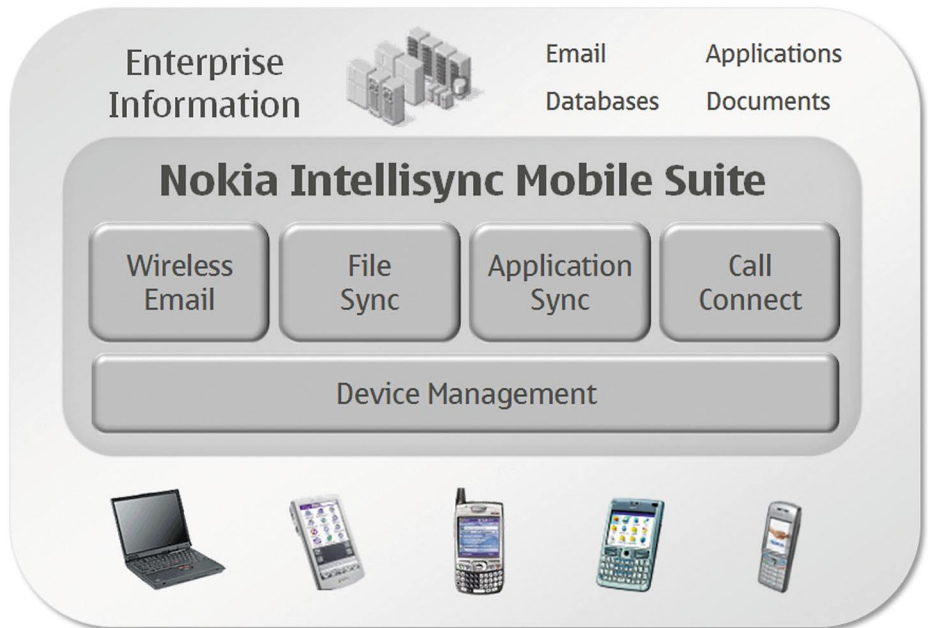 Enterprise
Information
Email
Applications
Databases
Documents
Nokia Intellisync Mobile Suite
Wireless
Email
File
Sync
Application
Sync
Call
Connect
Device Management